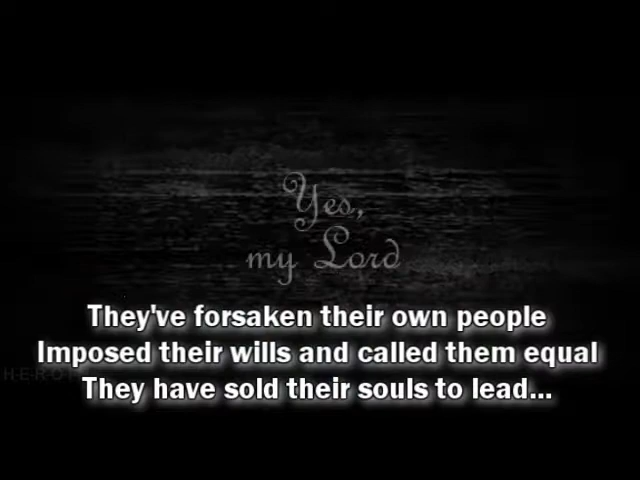 Yes,
my Lord
They've forsaken their own people
Imposed their wills and called them equal
They have sold their souls to lead...